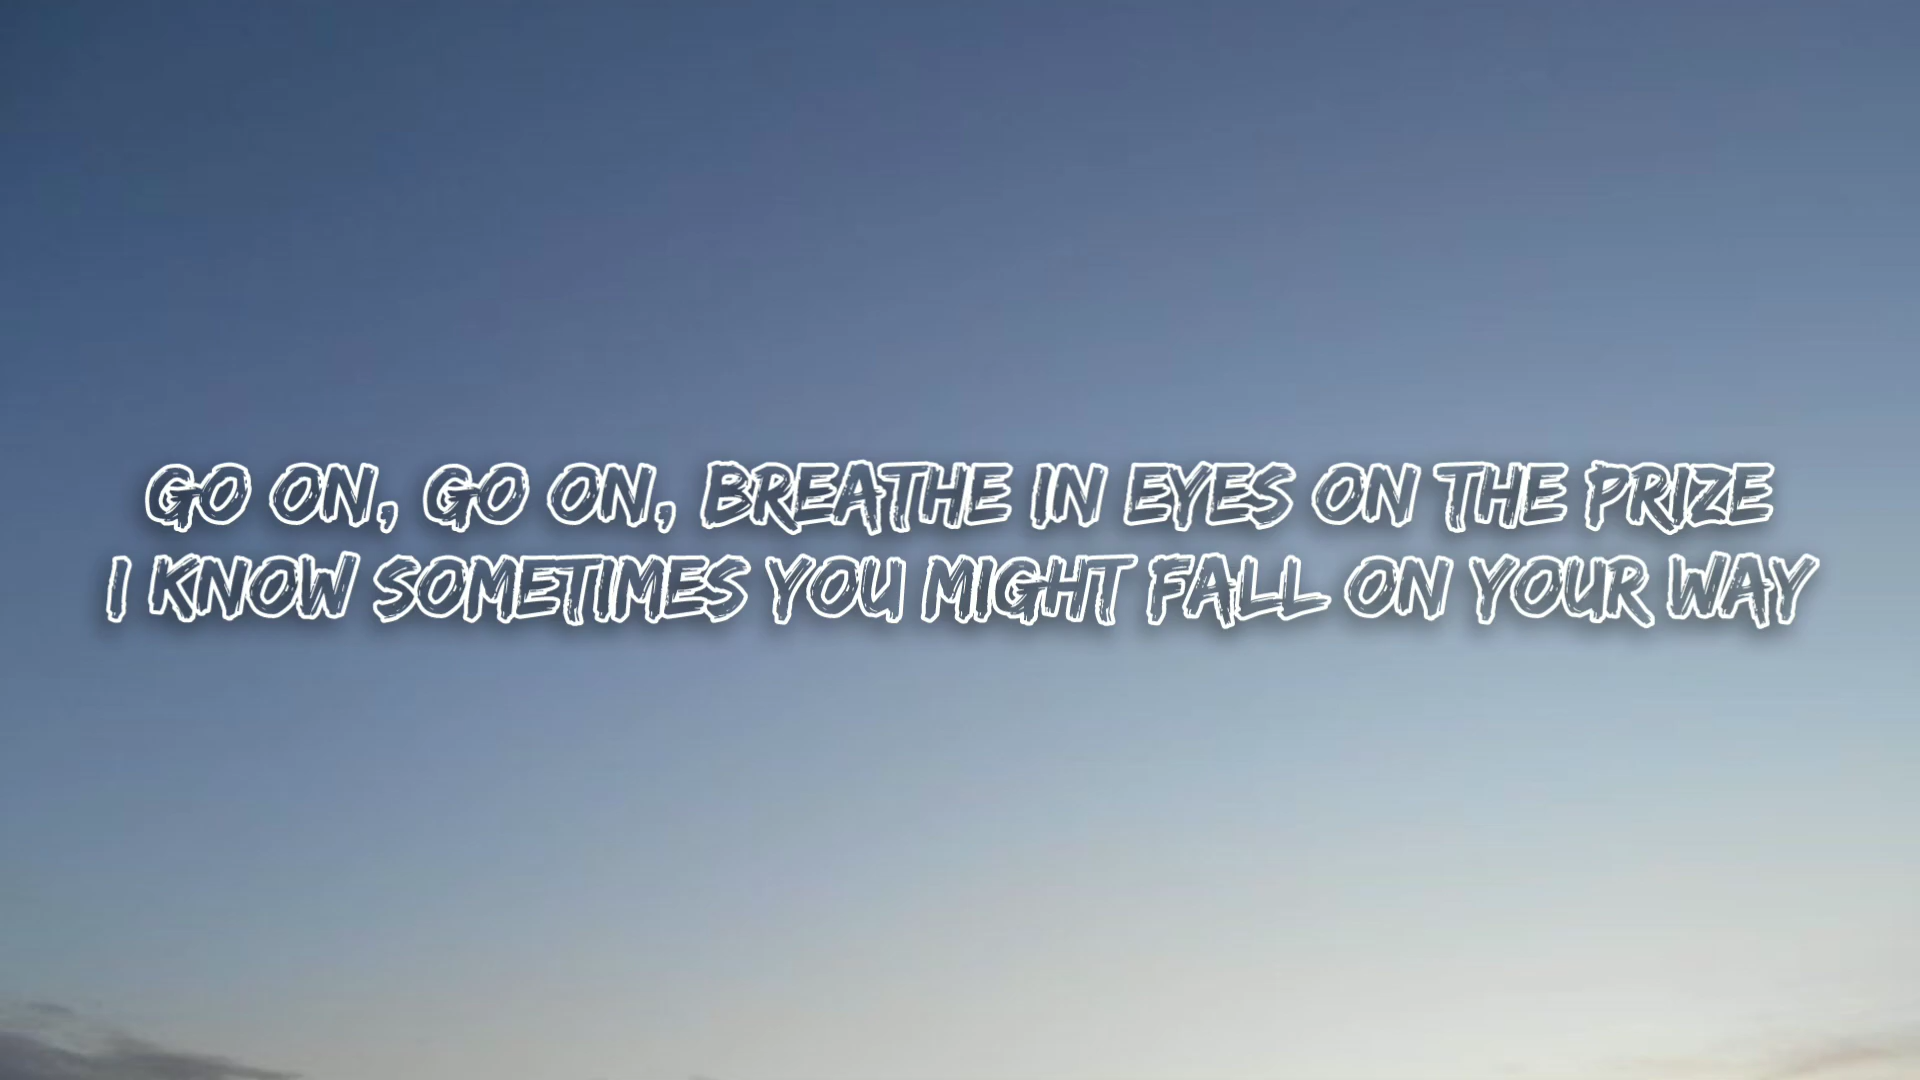 GO ON, GO ON, BREATHE IN EYES ON THE PRIZE
I KNOW SOMETIMES YOU MIGHT FALL ON YOUR WAY